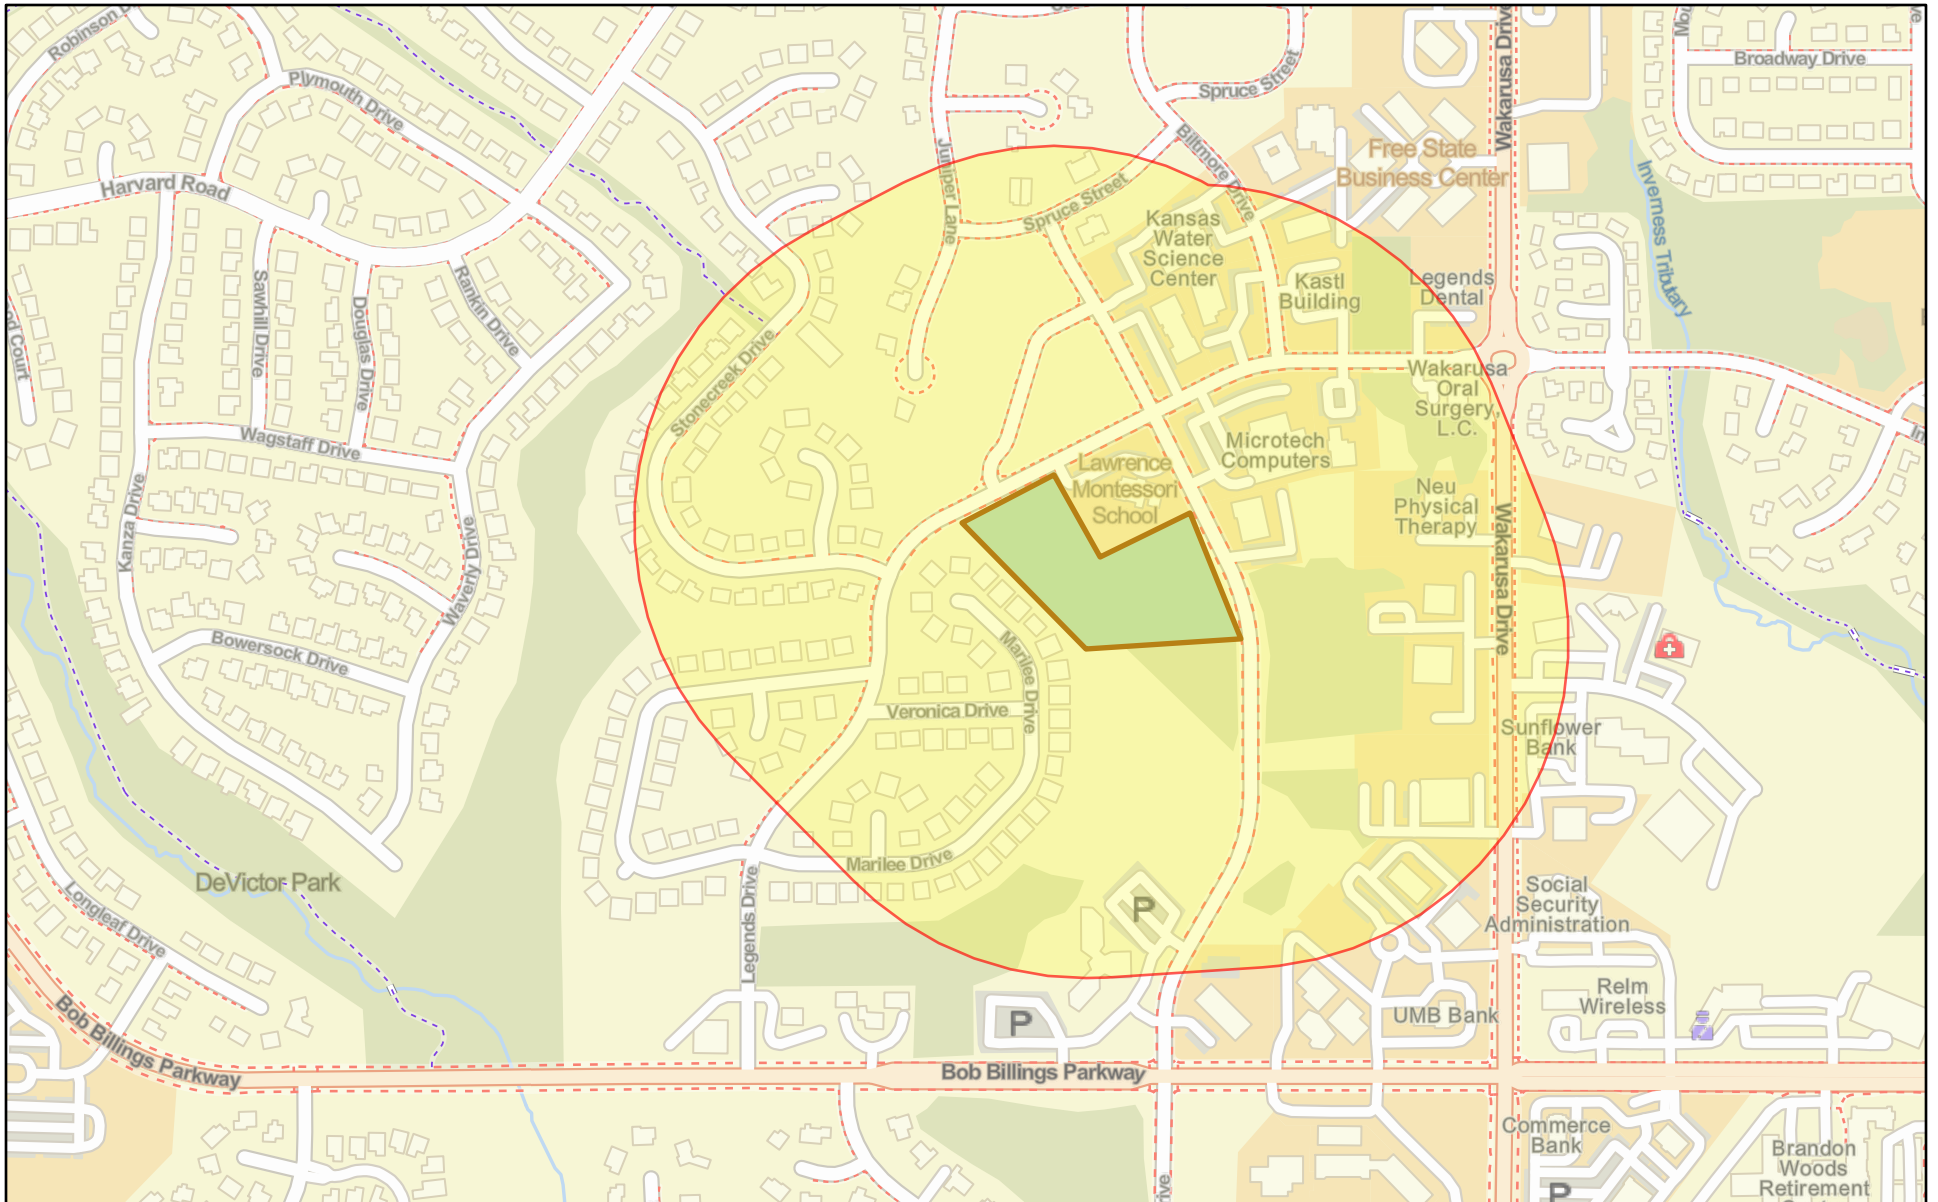 Robinson
Plymouth Drive
Harvard Road
Sawhill Drive
Douglas Drive
Rankin Drive
Wagstaff Drive
Kanza Drive
Waverly Drive
Bowersock Drive
DeVictor Park
Longleaf Drive
Bob Billings Parkway
Court
Stonecreek Drive
Juniper Lane
Spruce Street
Spruce Street
Biltmore Drive
Kansas
Water
Science
Center
Kastl
Building
Free State
Business Center
Wakarusa Drive
Broadway Drive
Inverness Tributary
Legends
Dental
Wakarusa
Oral
Surgery,
L.C.
Microtech
Computers
Lawrence
Montessori
School
Neu
Physical
Therapy
Wakarusa Drive
Marilee Drive
Veronica Drive
Marilee Drive
Legends Drive
P
P
Sunflower
Bank
Social
Security
Administration
Relm
Wireless
UMB Bank
Bob Billings Parkway
Commerce
Bank
Brandon
Woods
Retirement
P